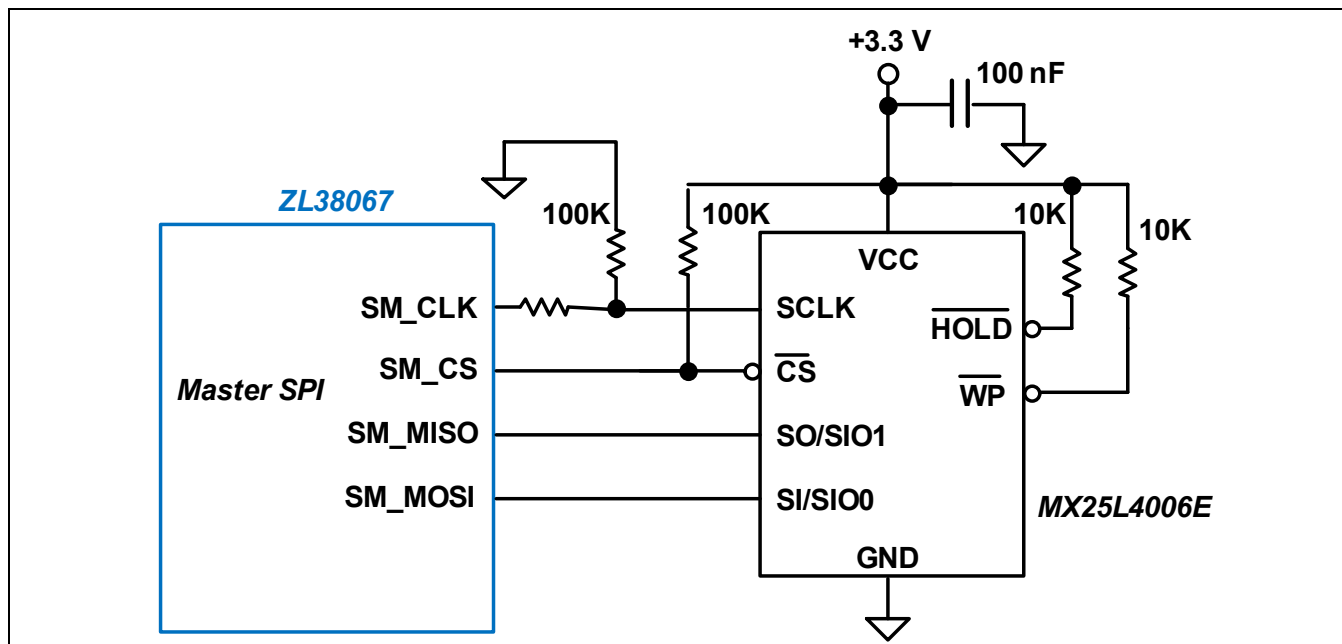 +3.3 V
100 nF
ZL38067
100K
100K
10K
10K
VCC
SM_CLK
SCLK
HOLD
SM_CS
CS
Master SPI
WP
SM_MISO
SO/SIO1
SM_MOSI
SI/SIO0
MX25L4006E
GND